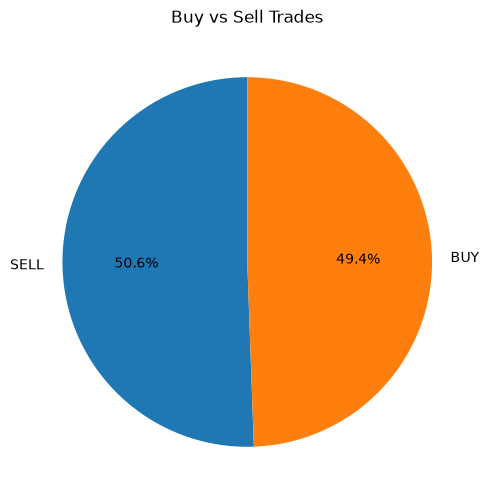 Buy vs Sell Trades
SELL
50.6%
49.4%
BUY